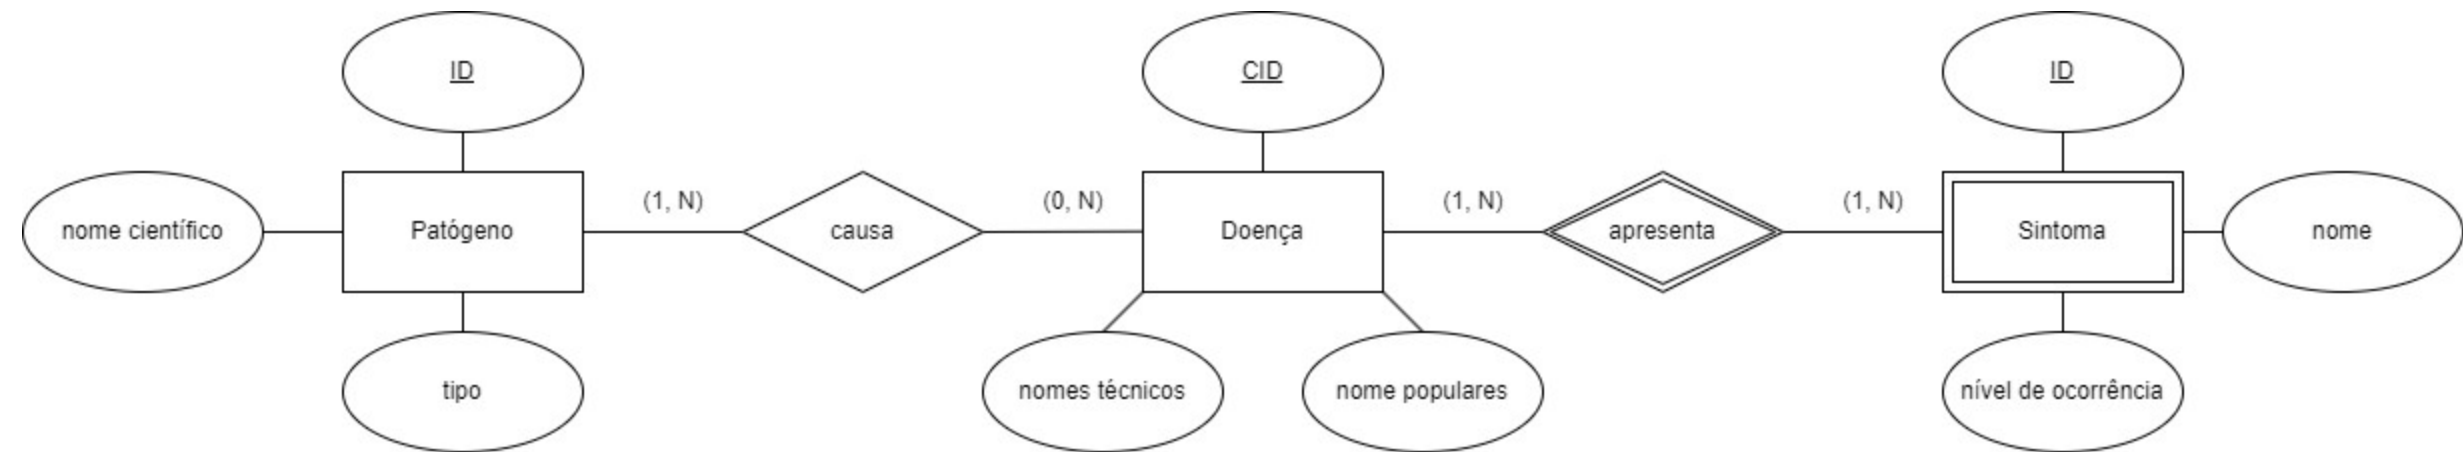 ID
CID
ID
nome científico
Patógeno
(1, N)
causa
(0, N)
Doença
(1, N)
apresenta
(1, N)
Sintoma
nome
tipo
nomes técnicos
nome populares
nível de ocorrência